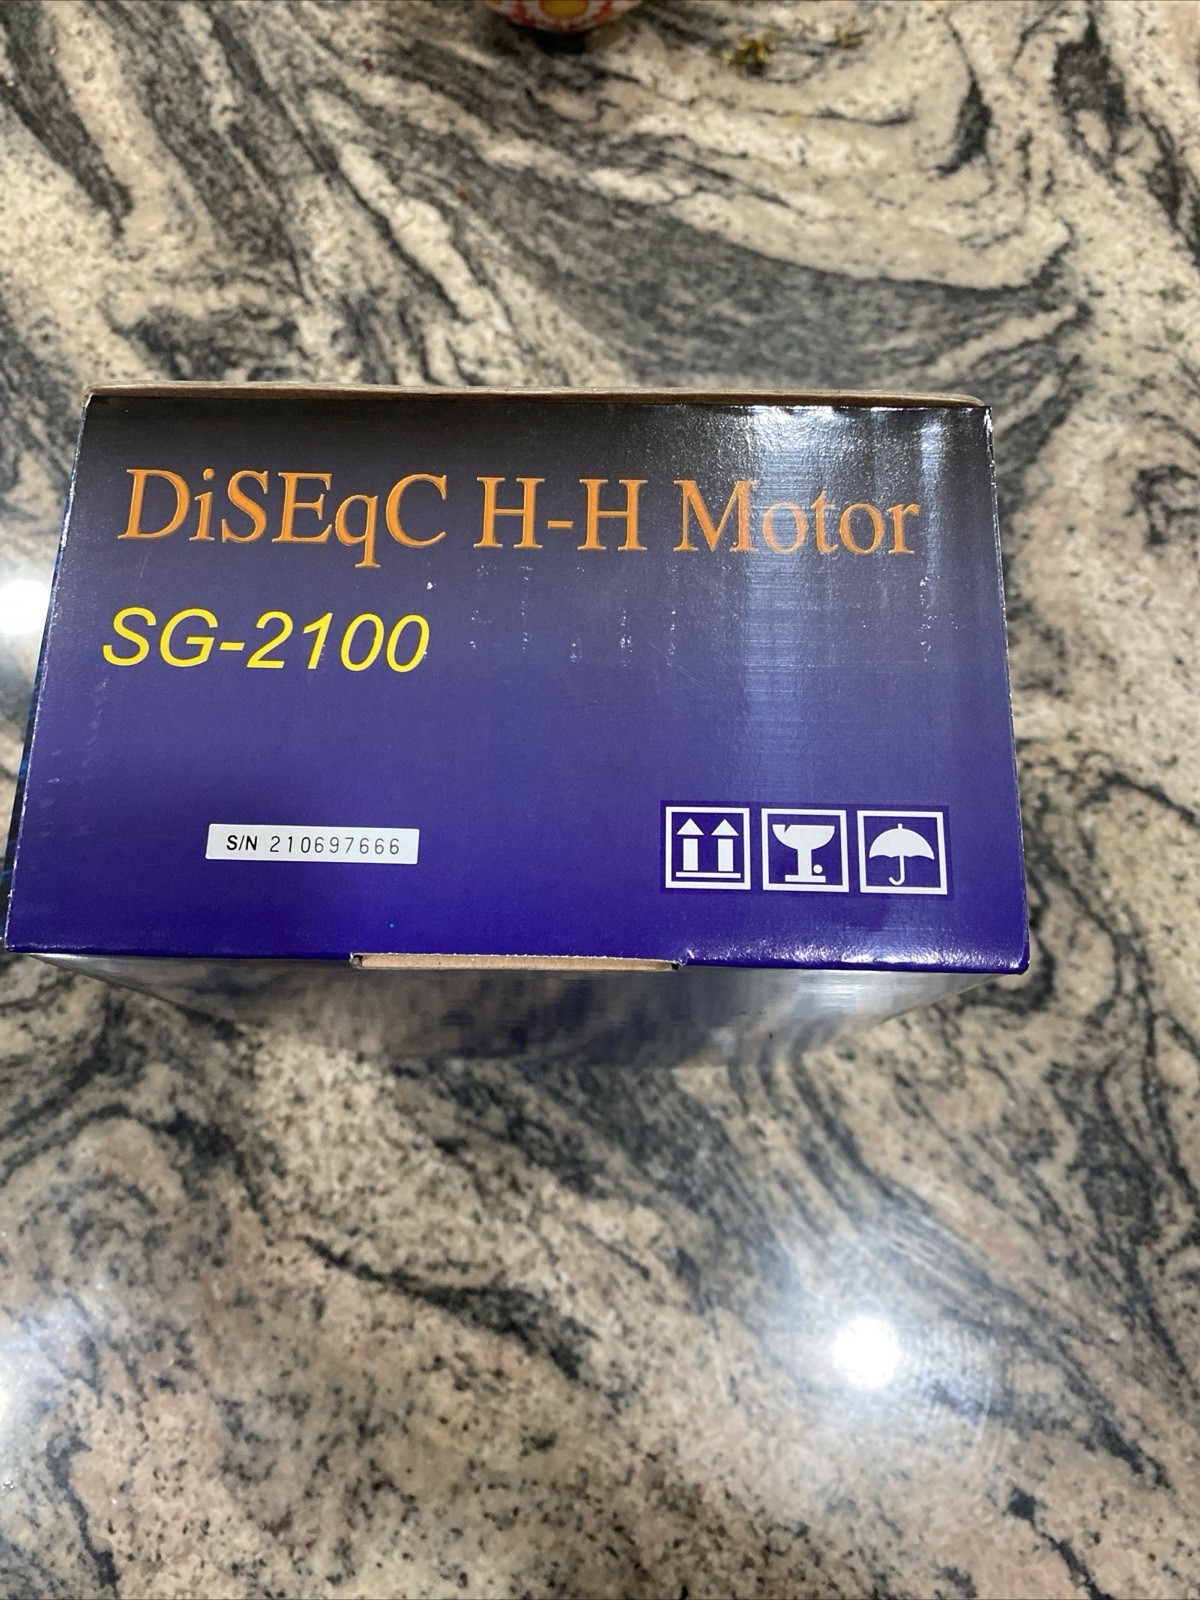 DiSEqC H-H Motor
SG-2100
S/N 210697666